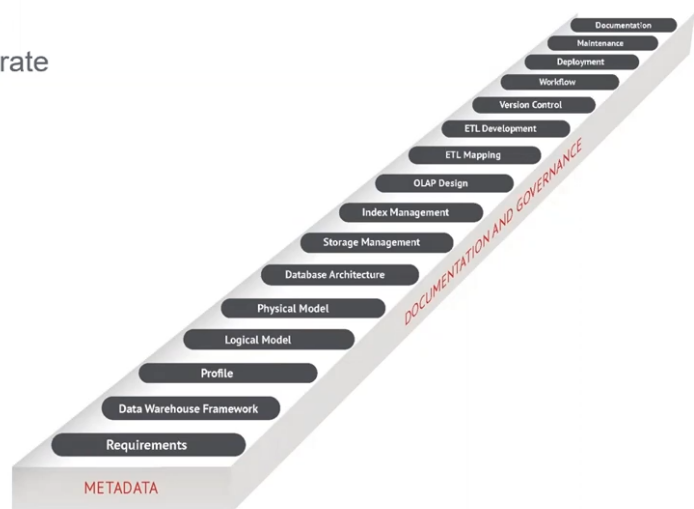 rate
Documentation
Maintenance
Deployment
Workflow
Version Control
ETL Development
ETL Mapping
OLAP Design
Index Management
Storage Management
Database Architecture
Physical Model
Logical Model
Profile
Data Warehouse Framework
Requirements
METADATA
DOCUMENTATION AND GOVERNANCE